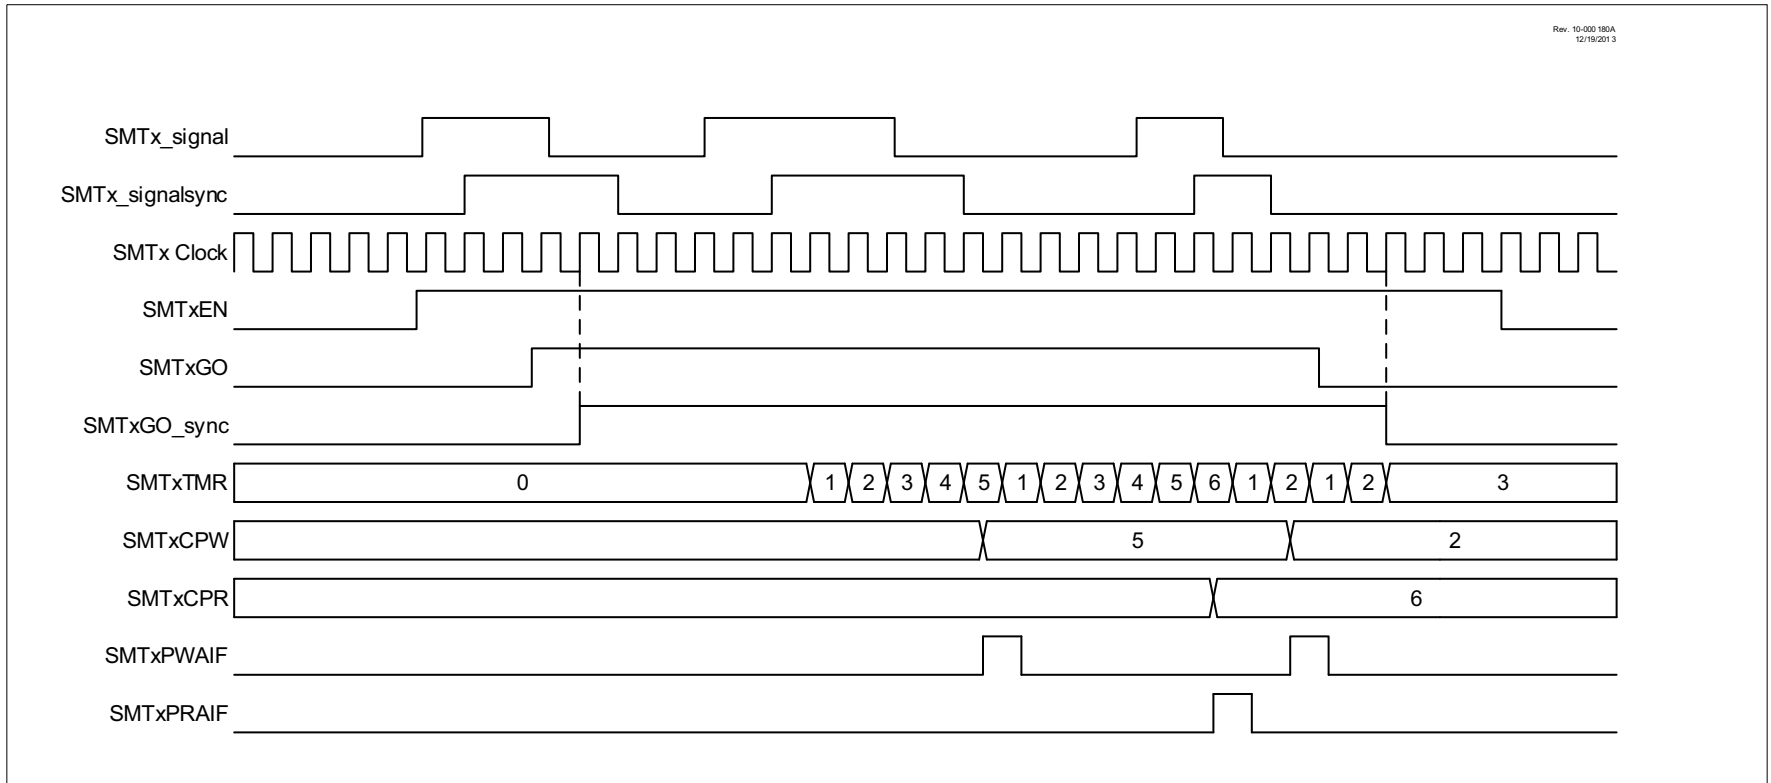 Rev. 10-000 180A
12/19/201 3
SMTx_signal
SMTx_signalsync
SMTx Clock
SMTxEN
SMTxGO
SMTxGO_sync
SMTxTMR 0 1 2 3 4 5 1 2 3 4 5 6 1 2 1 2 3
SMTxCPW 5 2
SMTxCPR 6
SMTxPWAIF
SMTxPRAIF